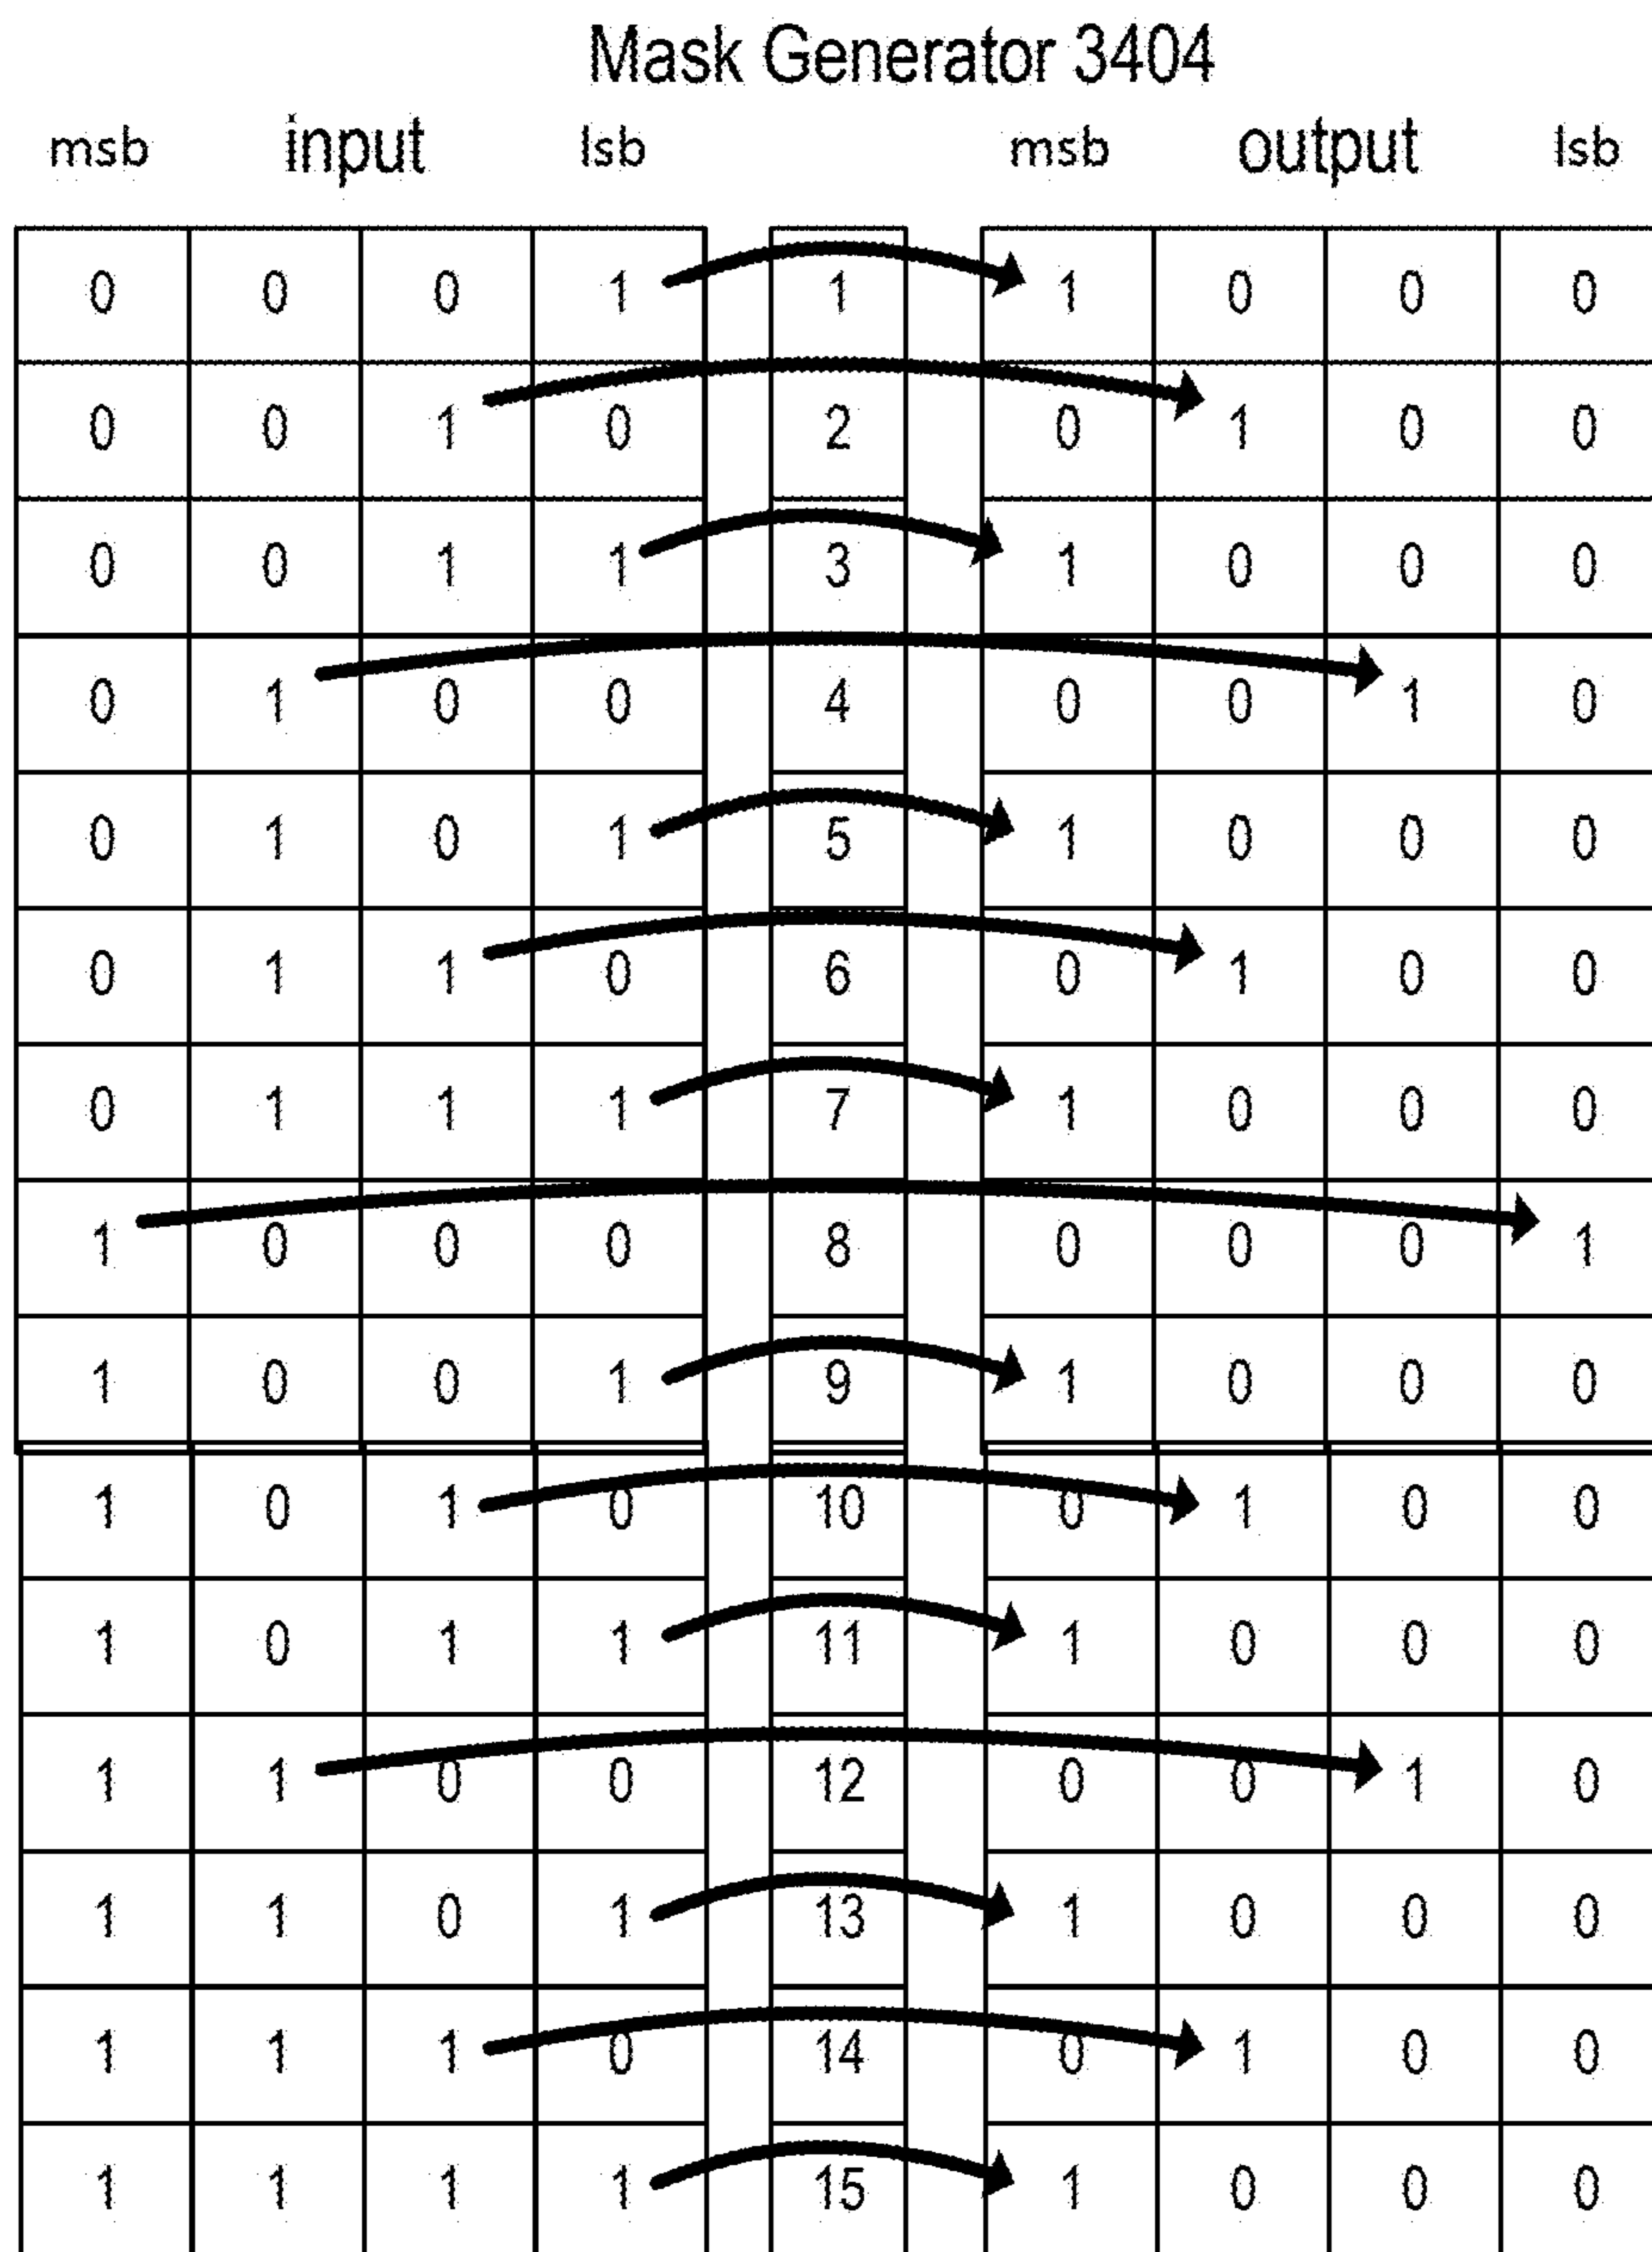 Mask Generator 3404
msb input lsb msb output lsb
0 0 0 1 1 1 0 0 0
0 0 1 0 2 0 1 0 0
0 0 1 1 3 1 0 0 0
0 1 0 0 4 0 0 1 0
0 1 0 1 5 1 0 0 0
0 1 1 0 6 0 1 0 0
0 1 1 1 7 1 0 0 0
1 0 0 0 8 0 0 0 1
1 0 0 1 9 1 0 0 0
1 0 1 0 10 0 1 0 0
1 0 1 1 11 1 0 0 0
1 1 0 0 12 0 0 1 0
1 1 0 1 13 1 0 0 0
1 1 1 0 14 0 1 0 0
1 1 1 1 15 1 0 0 0